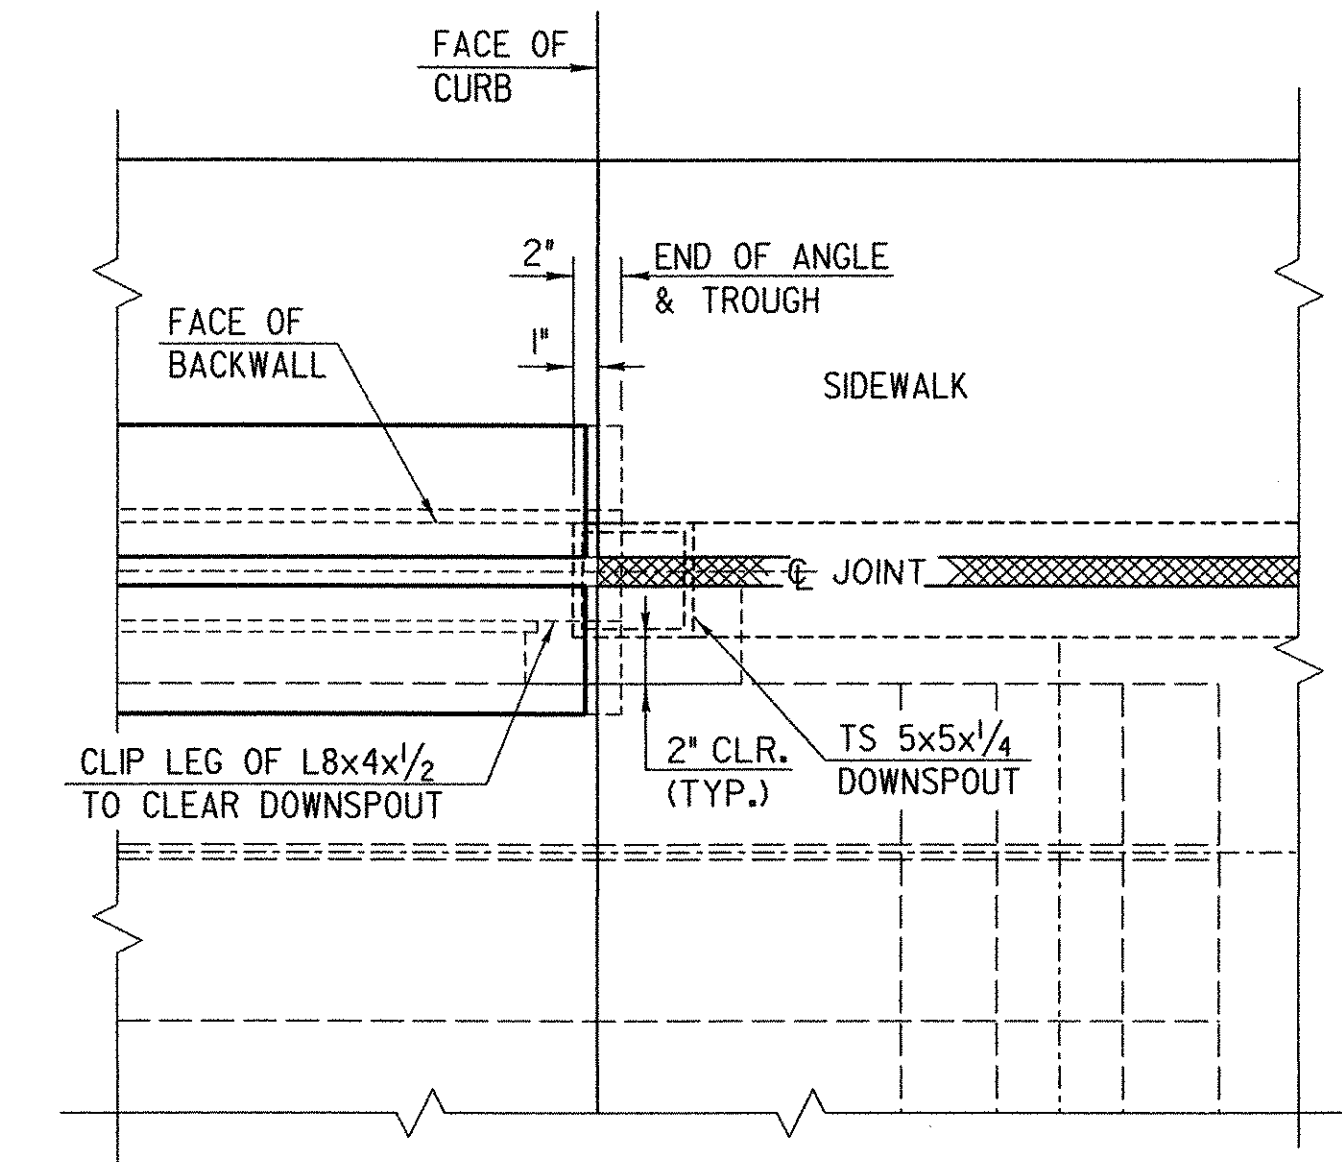 FACE OF
CURB
2"
END OF ANGLE
& TROUGH
1"
FACE OF
BACKWALL
SIDEWALK
℄ JOINT
CLIP LEG OF L8x4x1/2
TO CLEAR DOWNSPOUT
2" CLR.
(TYP.)
TS 5x5x1/4
DOWNSPOUT